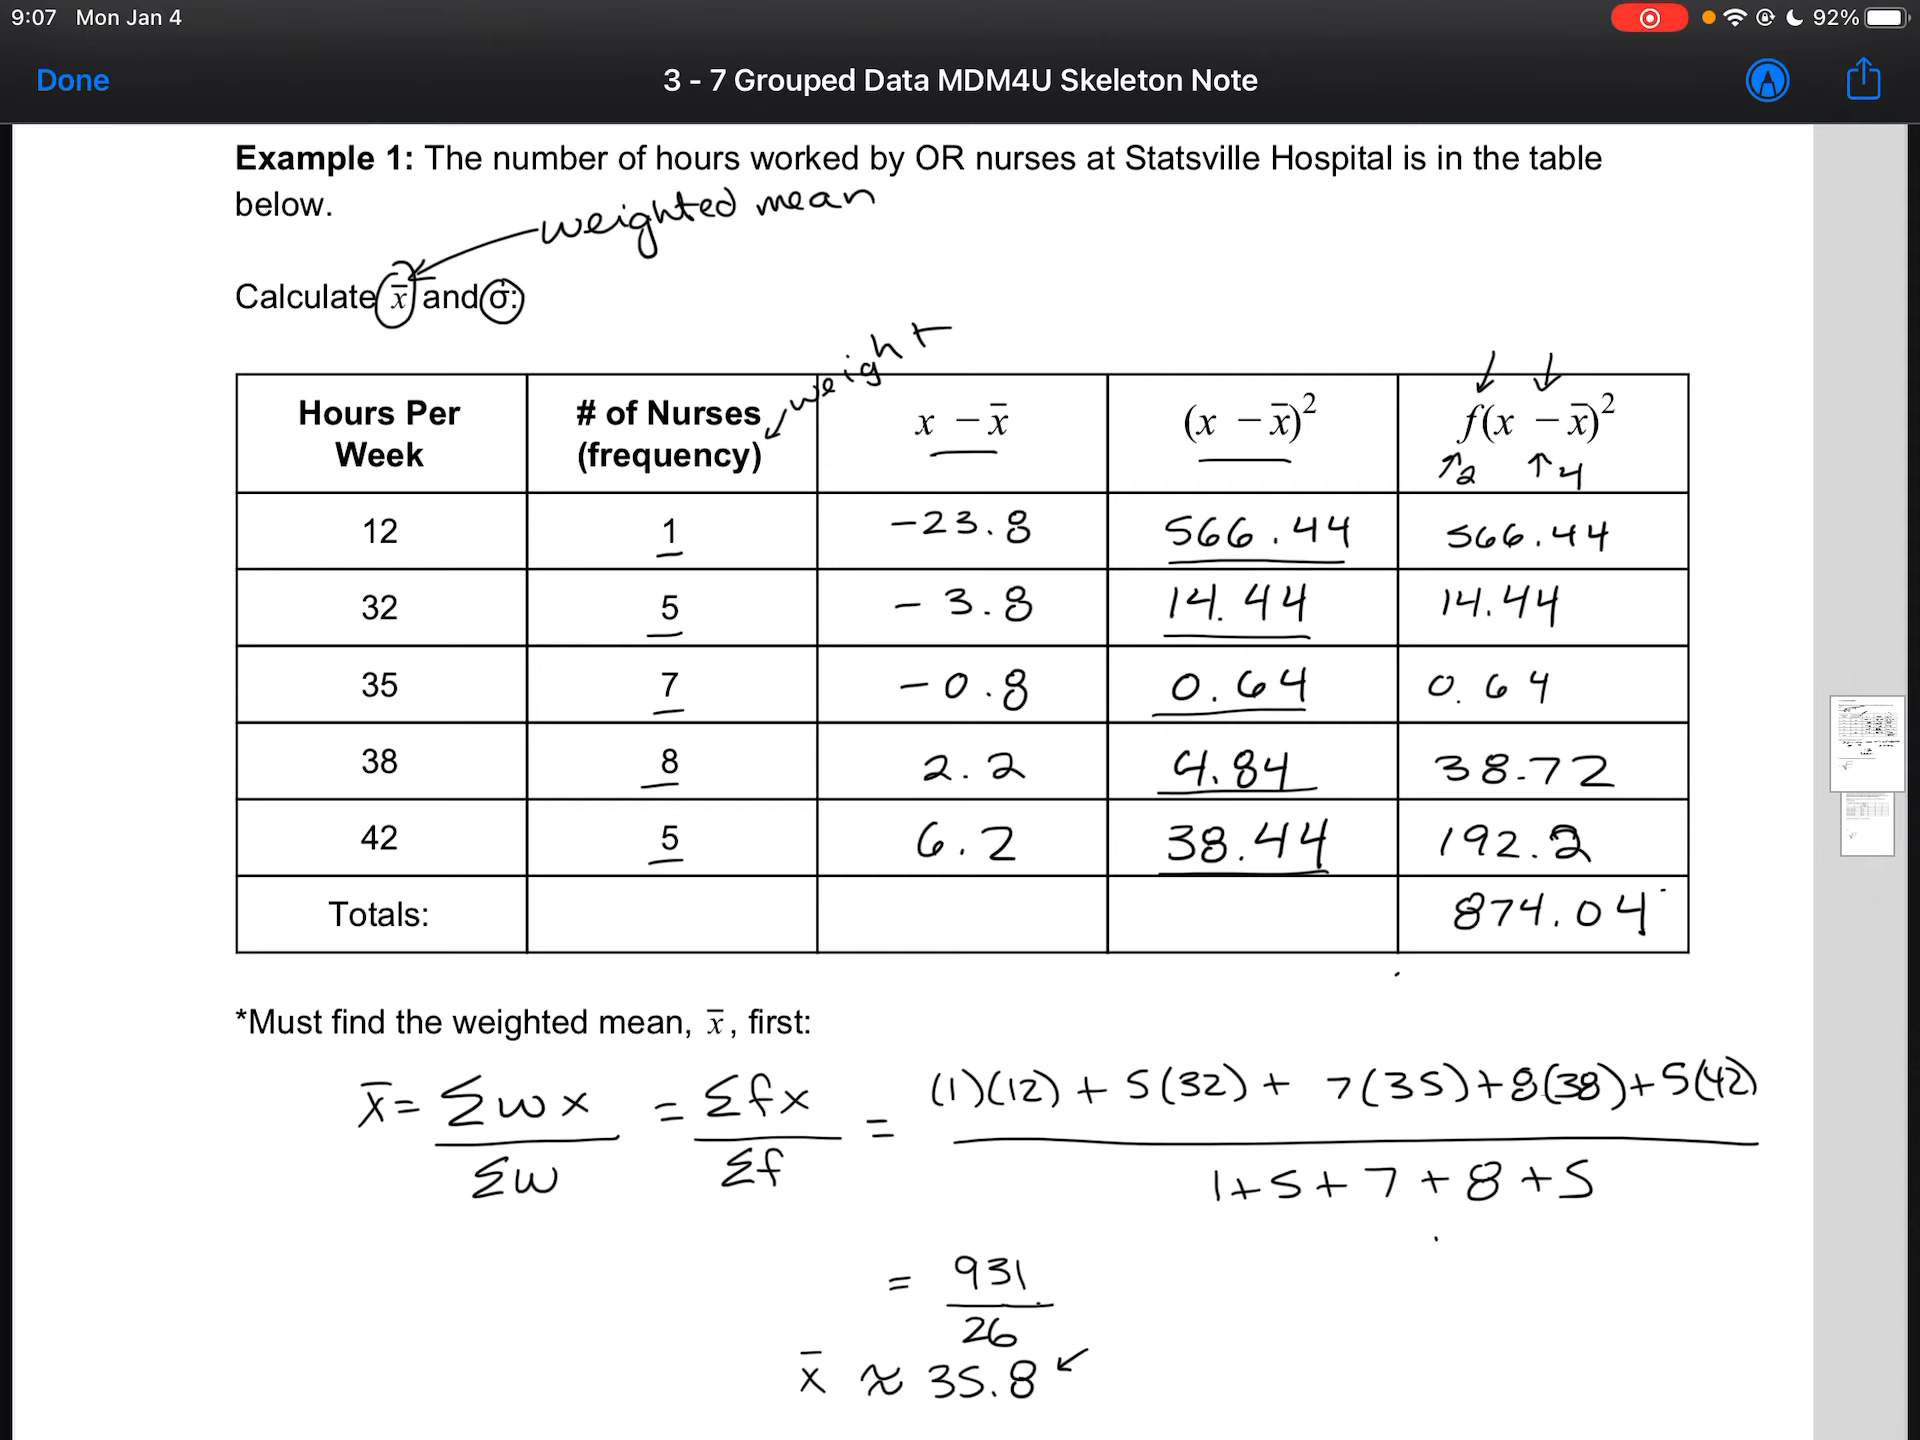 9:07 Mon Jan 4
92%
Done
3 - 7 Grouped Data MDM4U Skeleton Note
Example 1: The number of hours worked by OR nurses at Statsville Hospital is in the table
below.
weighted mean
Calculate x̄ and σ:
weight
Hours Per Week | # of Nurses (frequency) | x − x̄ | (x − x̄)² | f(x − x̄)²
↑2 ↑4
12 | 1 | -23.8 | 566.44 | 566.44
32 | 5 | -3.8 | 14.44 | 14.44
35 | 7 | -0.8 | 0.64 | 0.64
38 | 8 | 2.2 | 4.84 | 38.72
42 | 5 | 6.2 | 38.44 | 192.2
Totals: | 874.04
*Must find the weighted mean, x̄, first:
x̄ = Σwx / Σw = Σfx / Σf = (1)(12) + 5(32) + 7(35) + 8(38) + 5(42) / 1+5+7+8+5
= 931 / 26
x̄ ≈ 35.8